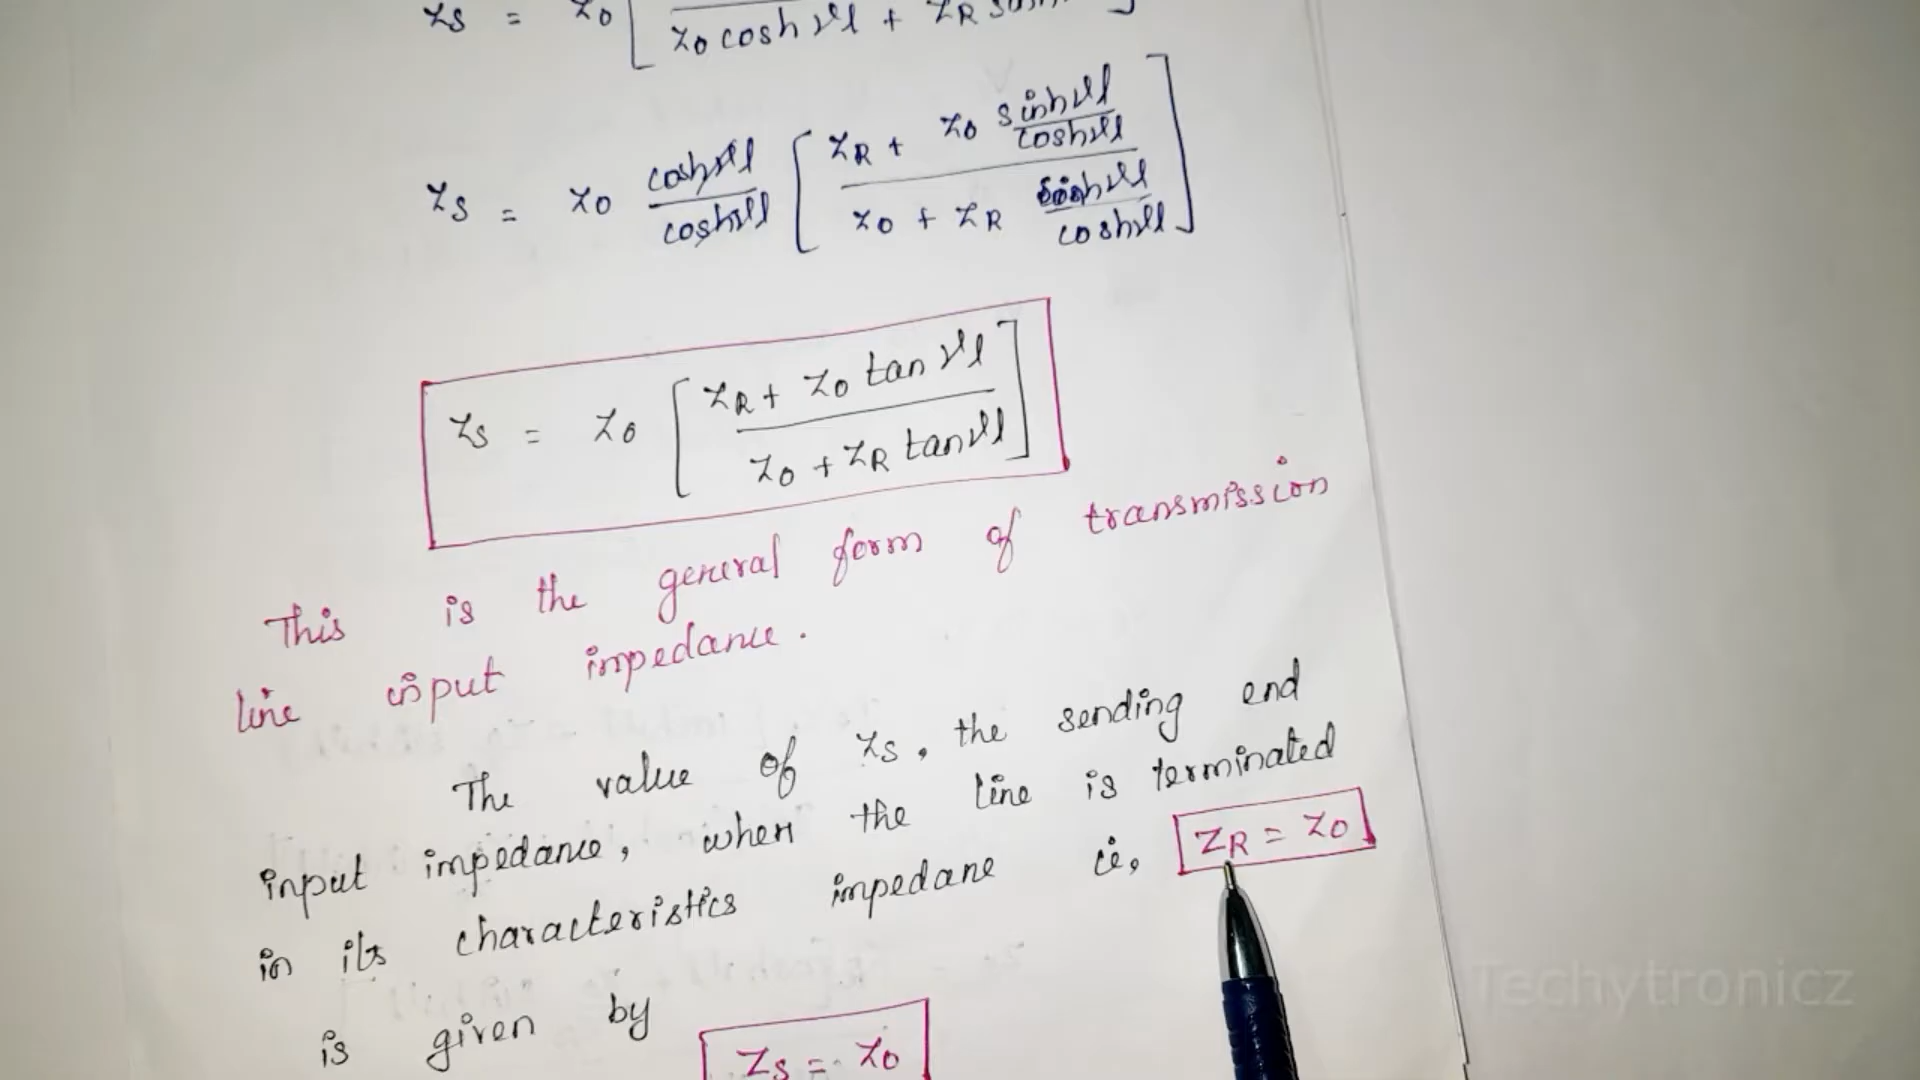 Zs = Z0 [ Z0 cosh γl + ZR
Zs = Z0 cosh γl / cosh γl [ ZR + Z0 sinh γl / cosh γl / Z0 + ZR sinh γl / cosh γl ]
Zs = Z0 [ ZR + Z0 tan γl / Z0 + ZR tan γl ]
This is the general form of transmission
line input impedance.
The value of Zs, the sending end
input impedance, when the line is terminated
in its characteristics impedane ie, ZR = Z0
is given by
Zs = Z0
Techytronicz